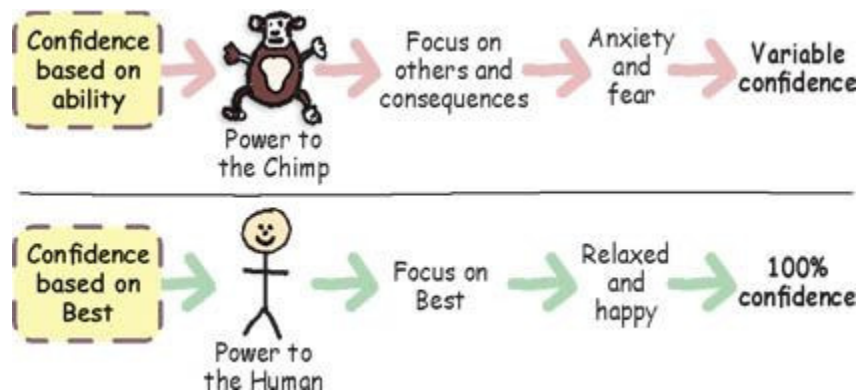 Confidence
based on
ability
Power to
the Chimp
Focus on
others and
consequences
Anxiety
and
fear
Variable
confidence
Confidence
based on
Best
Power to
the Human
Focus on
Best
Relaxed
and
happy
100%
confidence